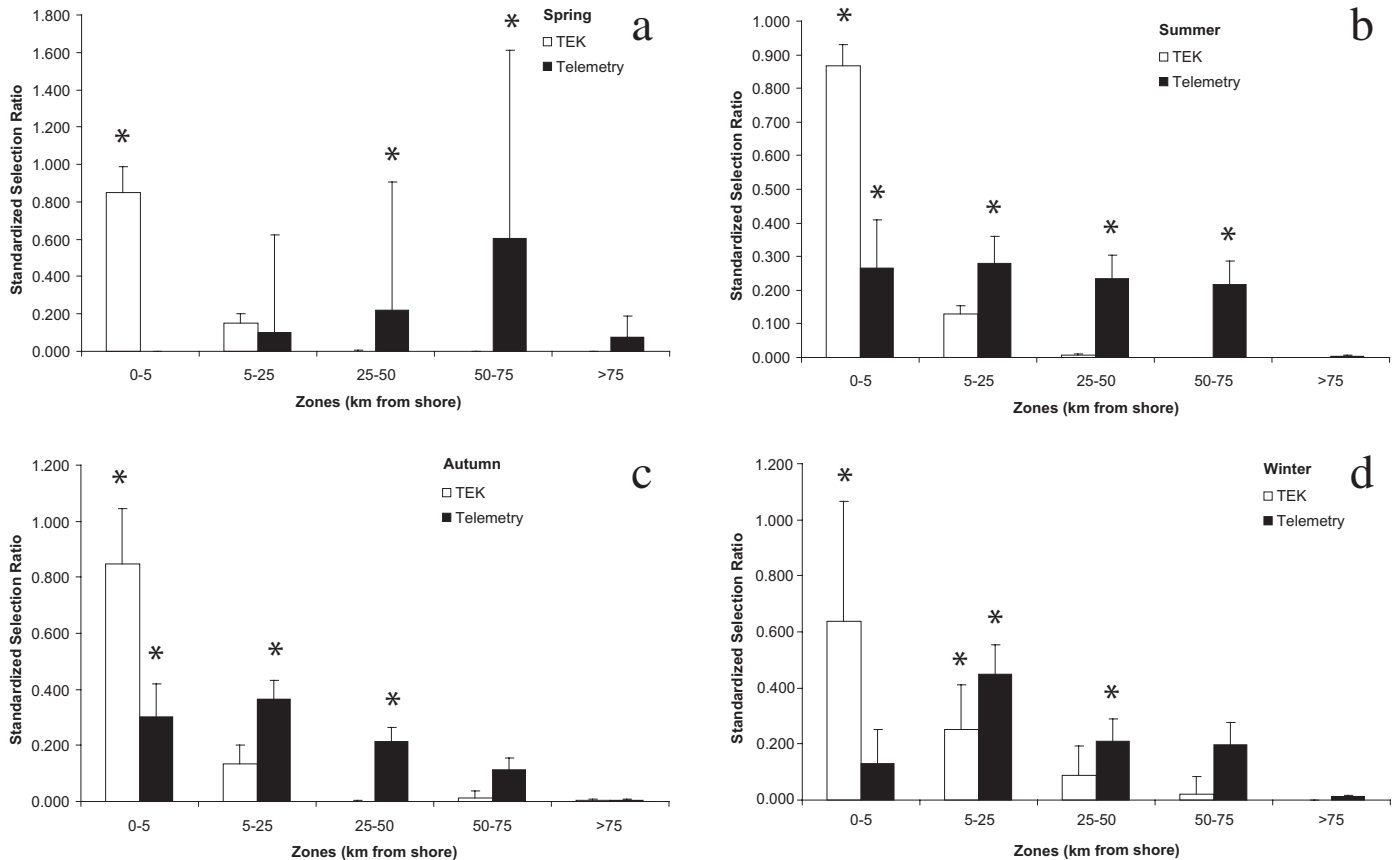 Spring
a
TEK
Telemetry
*
*
*
1.800
1.600
1.400
1.200
1.000
0.800
0.600
0.400
0.200
0.000
Standardized Selection Ratio
0-5
5-25
25-50
50-75
>75
Zones (km from shore)
Summer
b
TEK
Telemetry
*
*
*
*
*
1.000
0.900
0.800
0.700
0.600
0.500
0.400
0.300
0.200
0.100
0.000
Standardized Selection Ratio
0-5
5-25
25-50
50-75
>75
Zones (km from shore)
Autumn
c
TEK
Telemetry
*
*
*
*
1.200
1.000
0.800
0.600
0.400
0.200
0.000
Standardized Selection Ratio
0-5
5-25
25-50
50-75
>75
Zones (km from shore)
Winter
d
TEK
Telemetry
*
*
*
*
1.200
1.000
0.800
0.600
0.400
0.200
0.000
Standardized Selection Ratio
0-5
5-25
25-50
50-75
>75
Zones (km from shore)